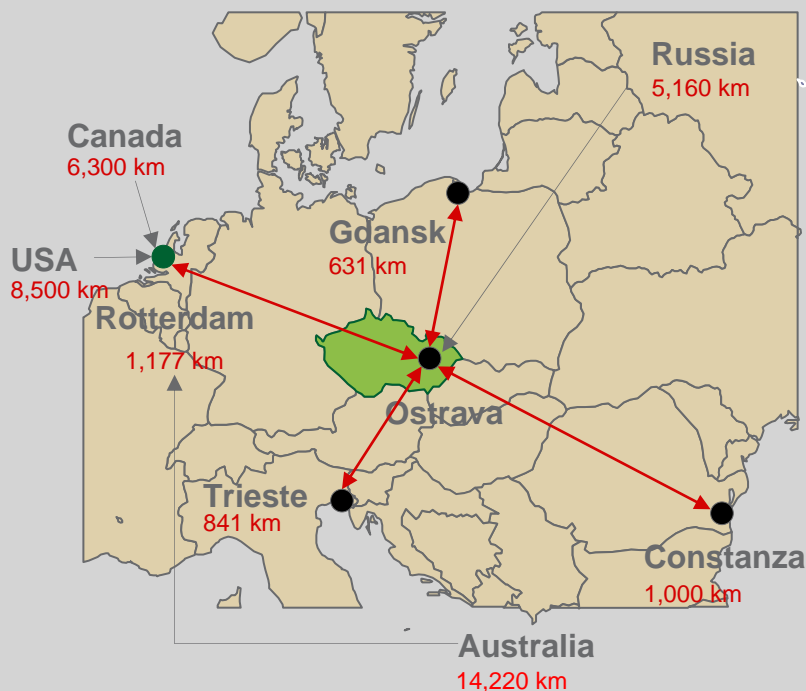 Russia
5,160 km
Canada
6,300 km
Gdansk
631 km
USA
8,500 km
Rotterdam
1,177 km
Ostrava
Trieste
841 km
Constanza
1,000 km
Australia
14,220 km